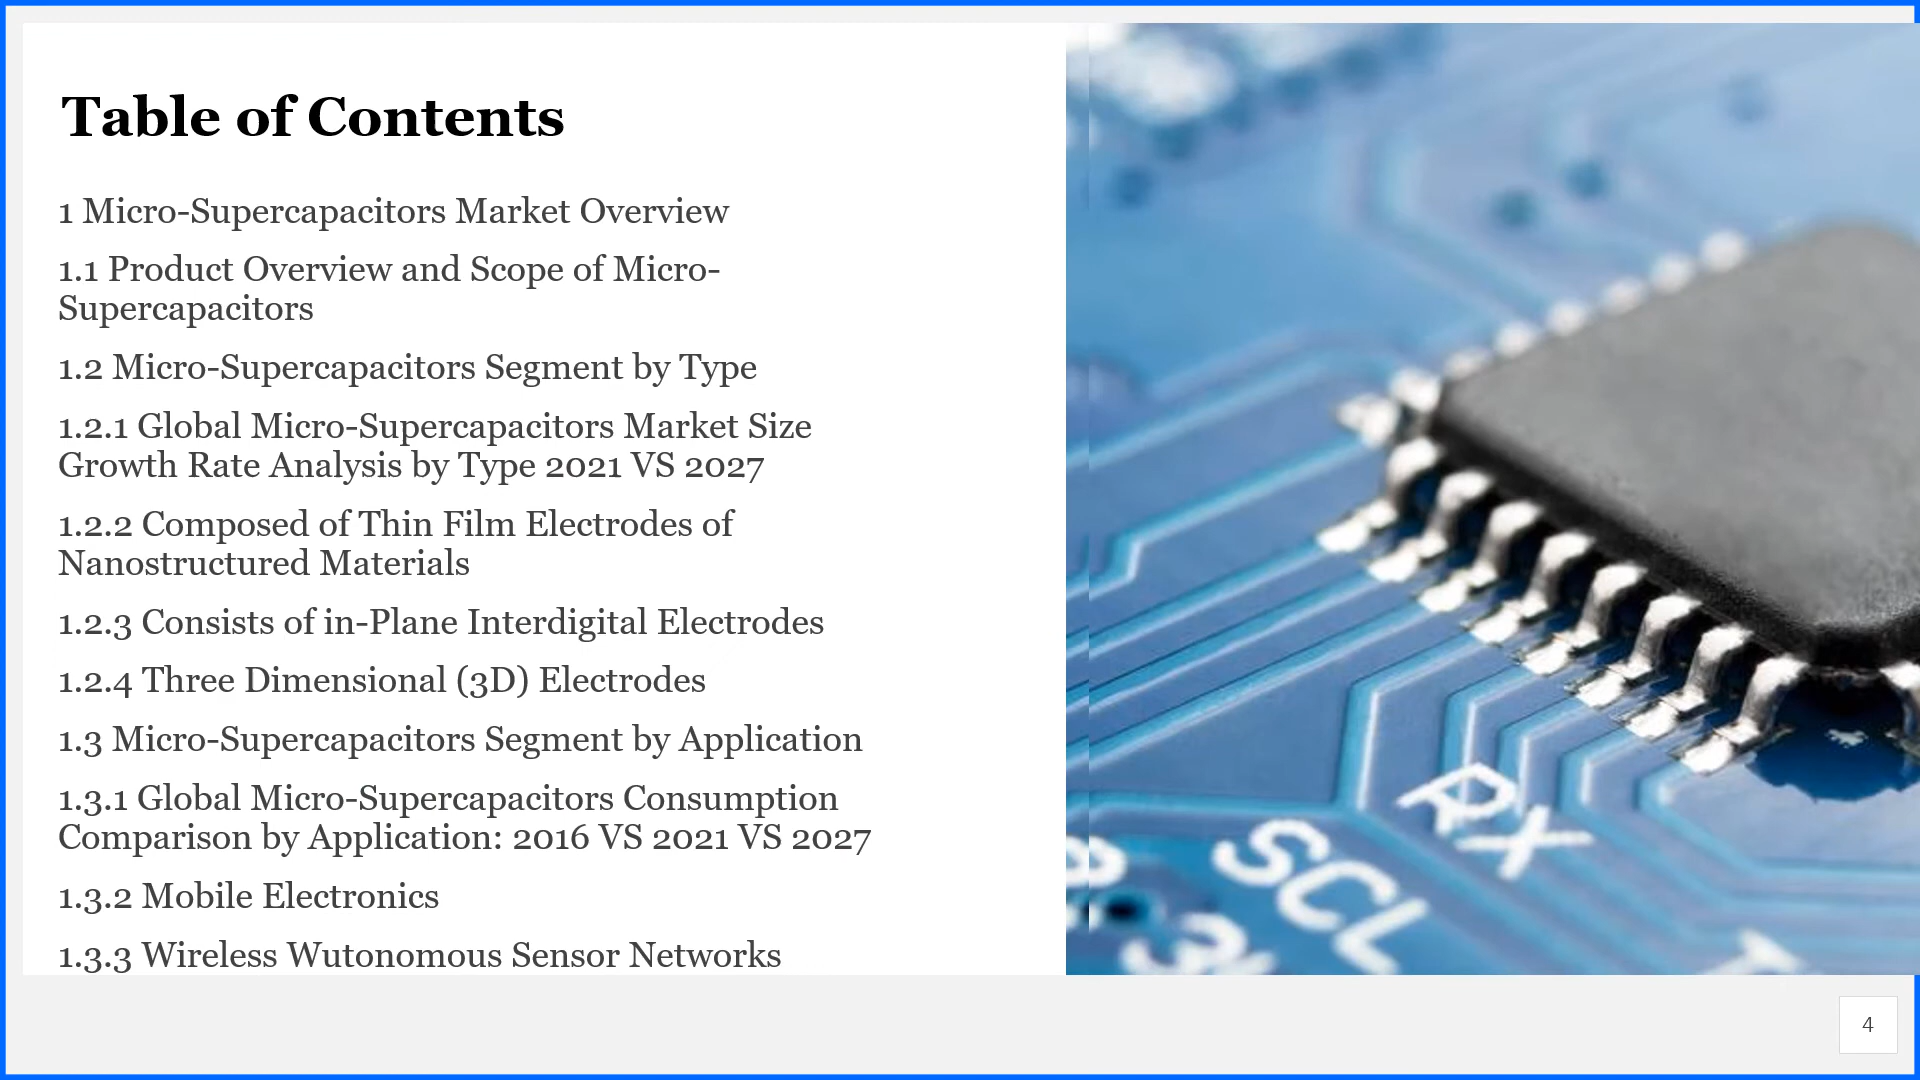 Table of Contents
1 Micro-Supercapacitors Market Overview
1.1 Product Overview and Scope of Micro-
Supercapacitors
1.2 Micro-Supercapacitors Segment by Type
1.2.1 Global Micro-Supercapacitors Market Size
Growth Rate Analysis by Type 2021 VS 2027
1.2.2 Composed of Thin Film Electrodes of
Nanostructured Materials
1.2.3 Consists of in-Plane Interdigital Electrodes
1.2.4 Three Dimensional (3D) Electrodes
1.3 Micro-Supercapacitors Segment by Application
1.3.1 Global Micro-Supercapacitors Consumption
Comparison by Application: 2016 VS 2021 VS 2027
1.3.2 Mobile Electronics
1.3.3 Wireless Wutonomous Sensor Networks
RX
SCL
4